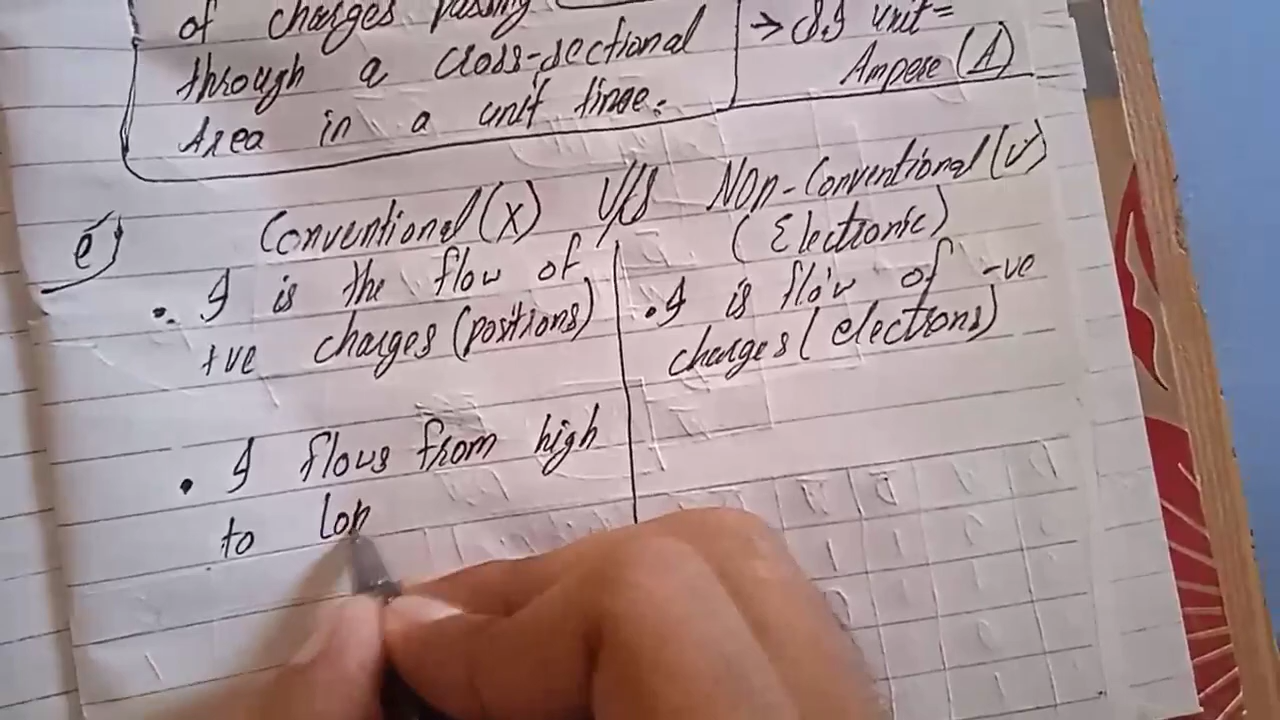 of charges passing
through a cross-sectional
Area in a unit time.
→ S.I unit =
Ampere (A)
e)
Conventional (x) V/S Non-Conventional (✓)
(Electronic)
• I is the flow of
+ve charges (positions)
• I is flow of -ve
charges (electrons)
• I flows from high
to lo